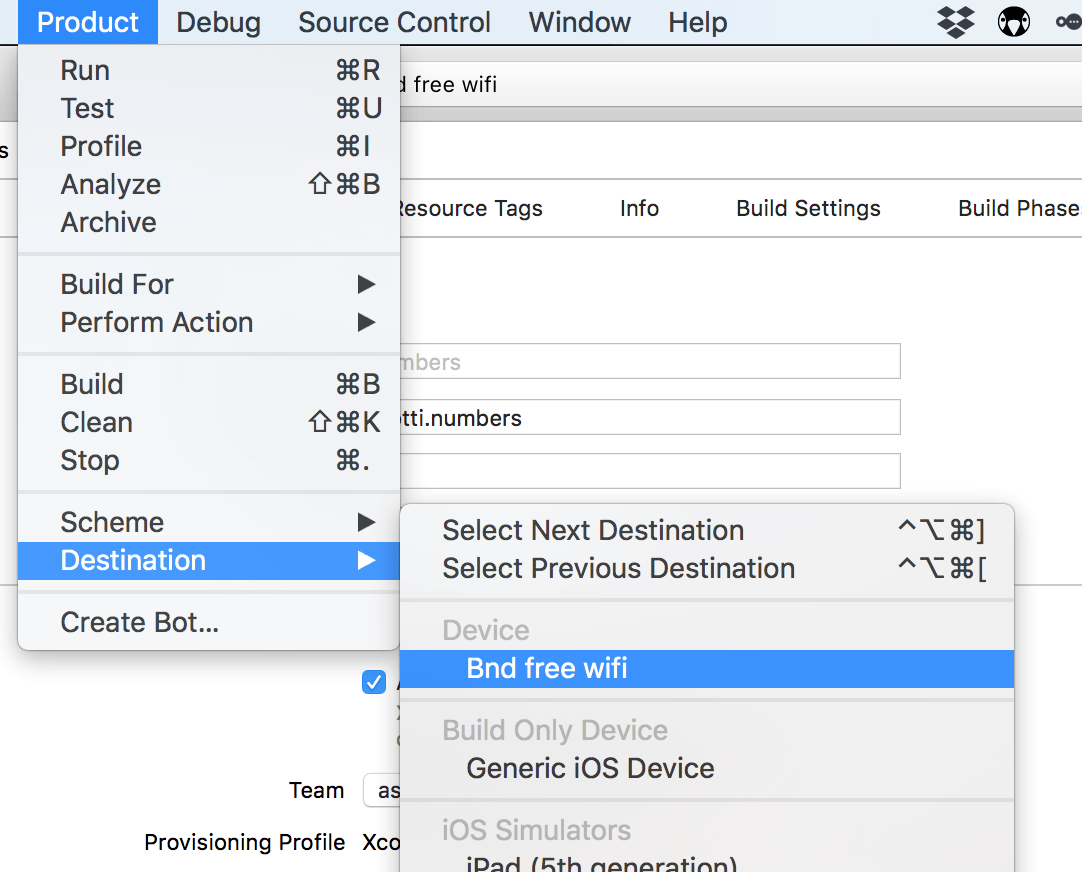 Product Debug Source Control Window Help
Run ⌘R
Test ⌘U
Profile ⌘I
Analyze ⇧⌘B
Archive
Build For ▶
Perform Action ▶
Build ⌘B
Clean ⇧⌘K
Stop ⌘.
Scheme ▶
Destination ▶
Create Bot...
d free wifi
s
Resource Tags Info Build Settings Build Phases
mbers
otti.numbers
Select Next Destination ^⌥⌘]
Select Previous Destination ^⌥⌘[
Device
Bnd free wifi
Build Only Device
Generic iOS Device
iOS Simulators
iPad (5th generation)
Team as
Provisioning Profile Xco